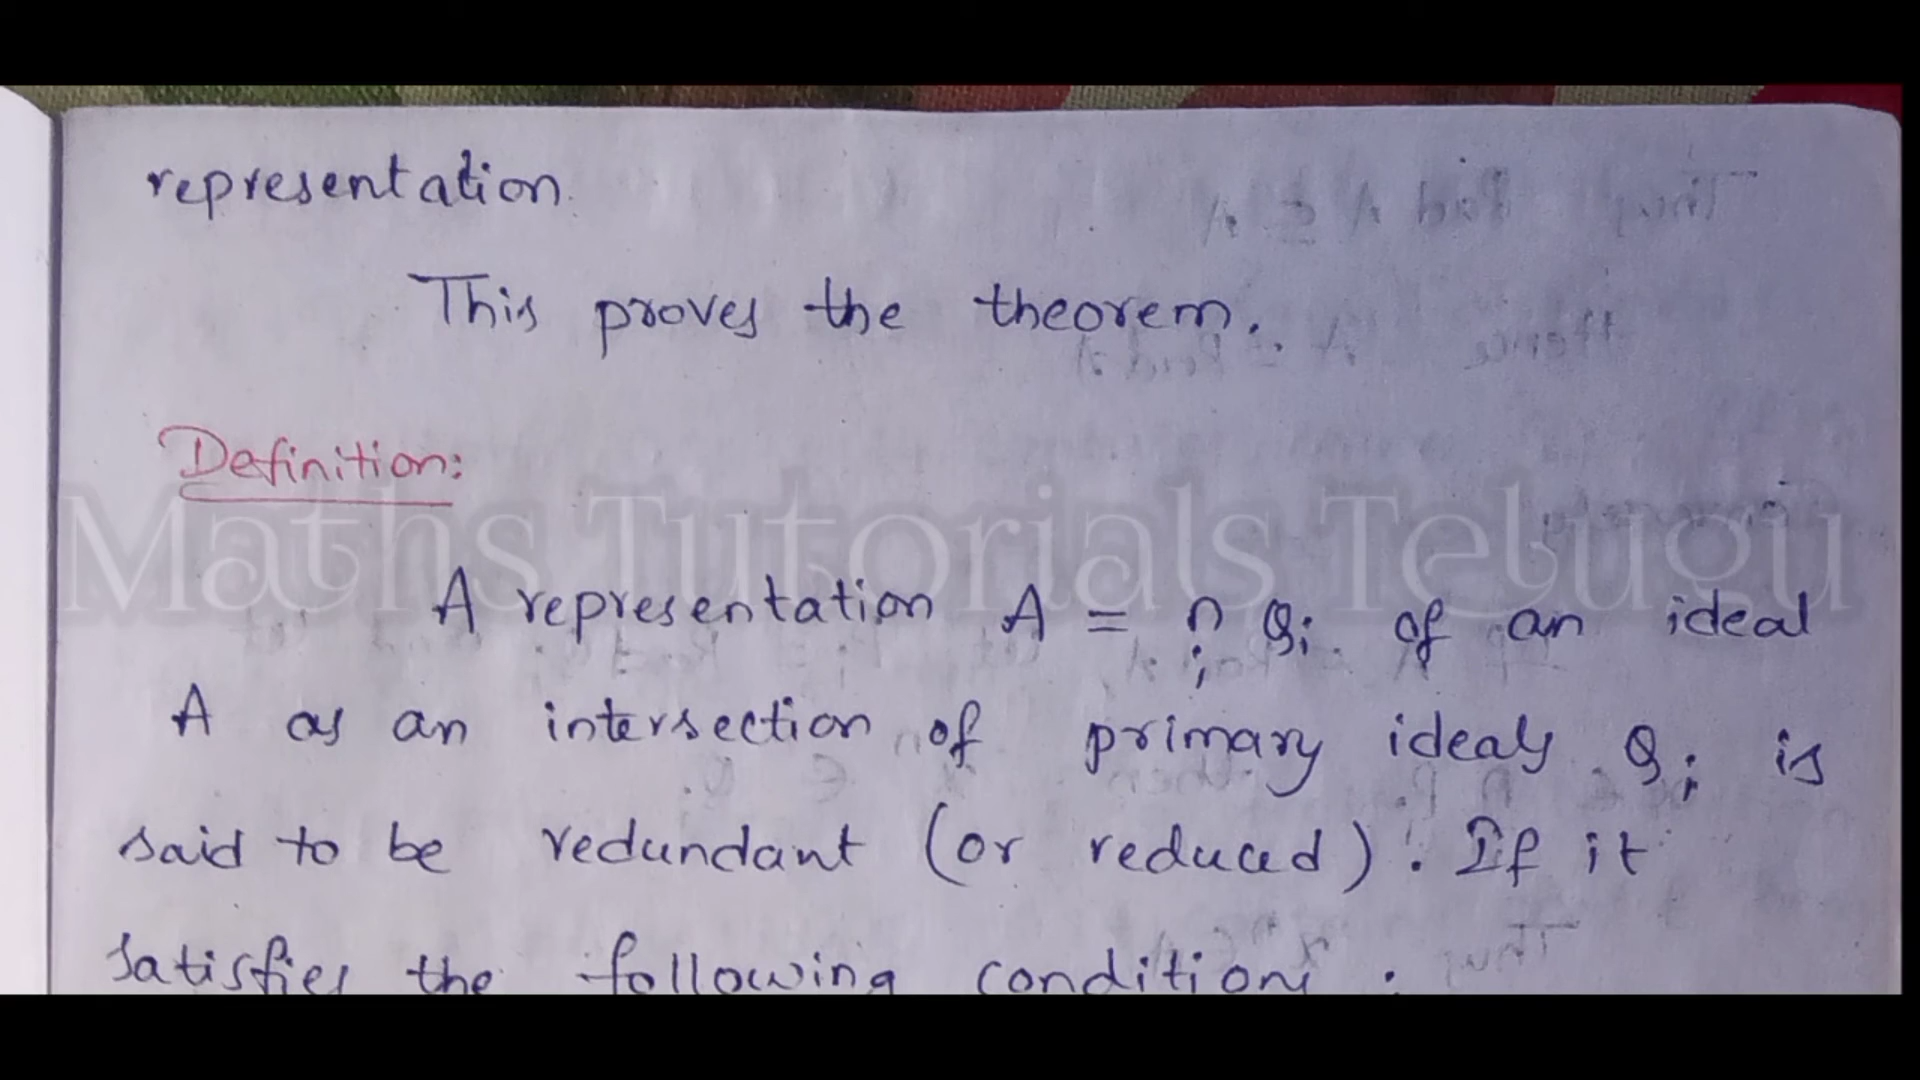 representation.
This proves the theorem.
Definition:
Maths Tutorials Telugu
A representation A = ∩ᵢ Qᵢ of an ideal
A as an intersection of primary ideals Qᵢ is
said to be redundant (or reduced). If it
satisfies the following conditions :